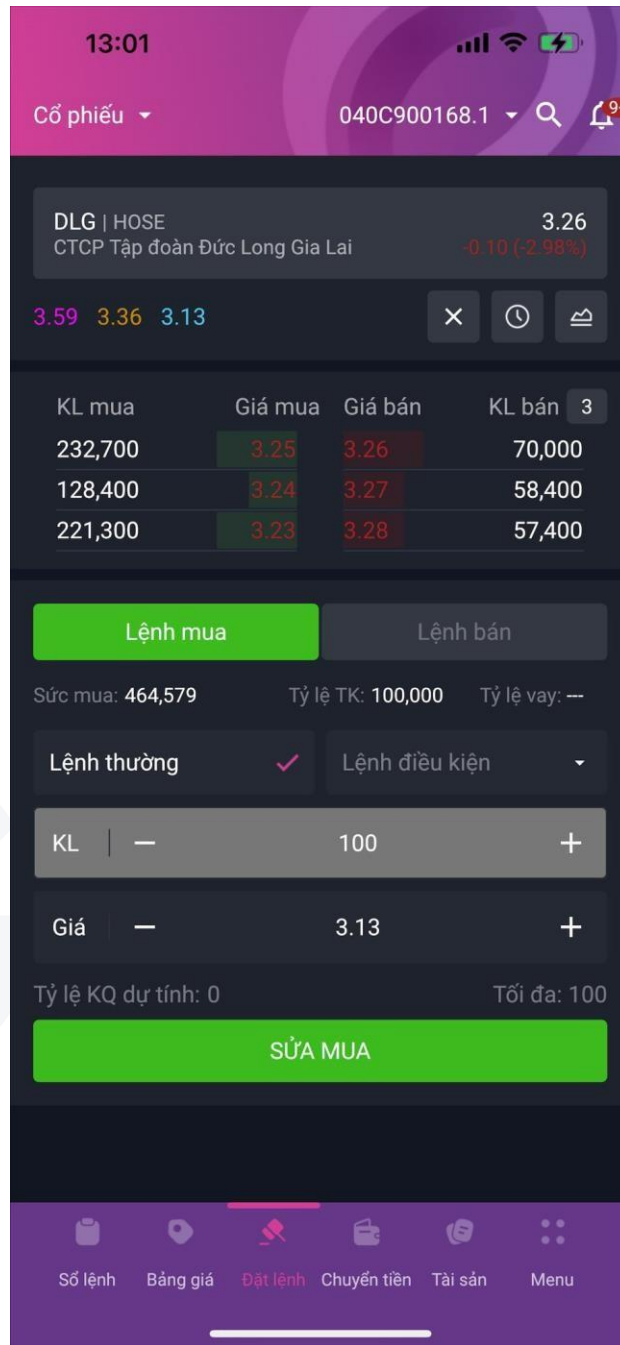 13:01
Cổ phiếu 040C900168.1 9+
DLG | HOSE 3.26
CTCP Tập đoàn Đức Long Gia Lai -0.10 (-2.98%)
3.59 3.36 3.13
KL mua Giá mua Giá bán KL bán 3
232,700 3.25 3.26 70,000
128,400 3.24 3.27 58,400
221,300 3.23 3.28 57,400
Lệnh mua Lệnh bán
Sức mua: 464,579 Tỷ lệ TK: 100,000 Tỷ lệ vay: ---
Lệnh thường Lệnh điều kiện
KL 100
Giá 3.13
Tỷ lệ KQ dự tính: 0 Tối đa: 100
SỬA MUA
Sổ lệnh Bảng giá Đặt lệnh Chuyển tiền Tài sản Menu